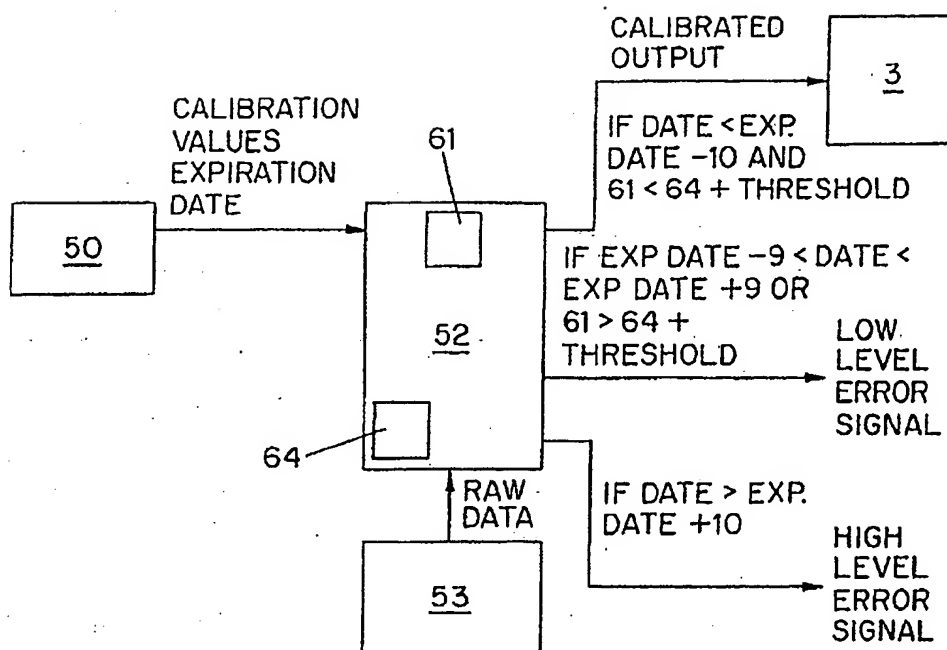 CALIBRATED
OUTPUT
3
CALIBRATION
VALUES
EXPIRATION
DATE
61
IF DATE < EXP.
DATE -10 AND
61 < 64 + THRESHOLD
50
IF EXP DATE -9 < DATE <
EXP DATE +9 OR
61 > 64 +
THRESHOLD
52
LOW
LEVEL
ERROR
SIGNAL
64
RAW
DATA
IF DATE > EXP.
DATE +10
53
HIGH
LEVEL
ERROR
SIGNAL